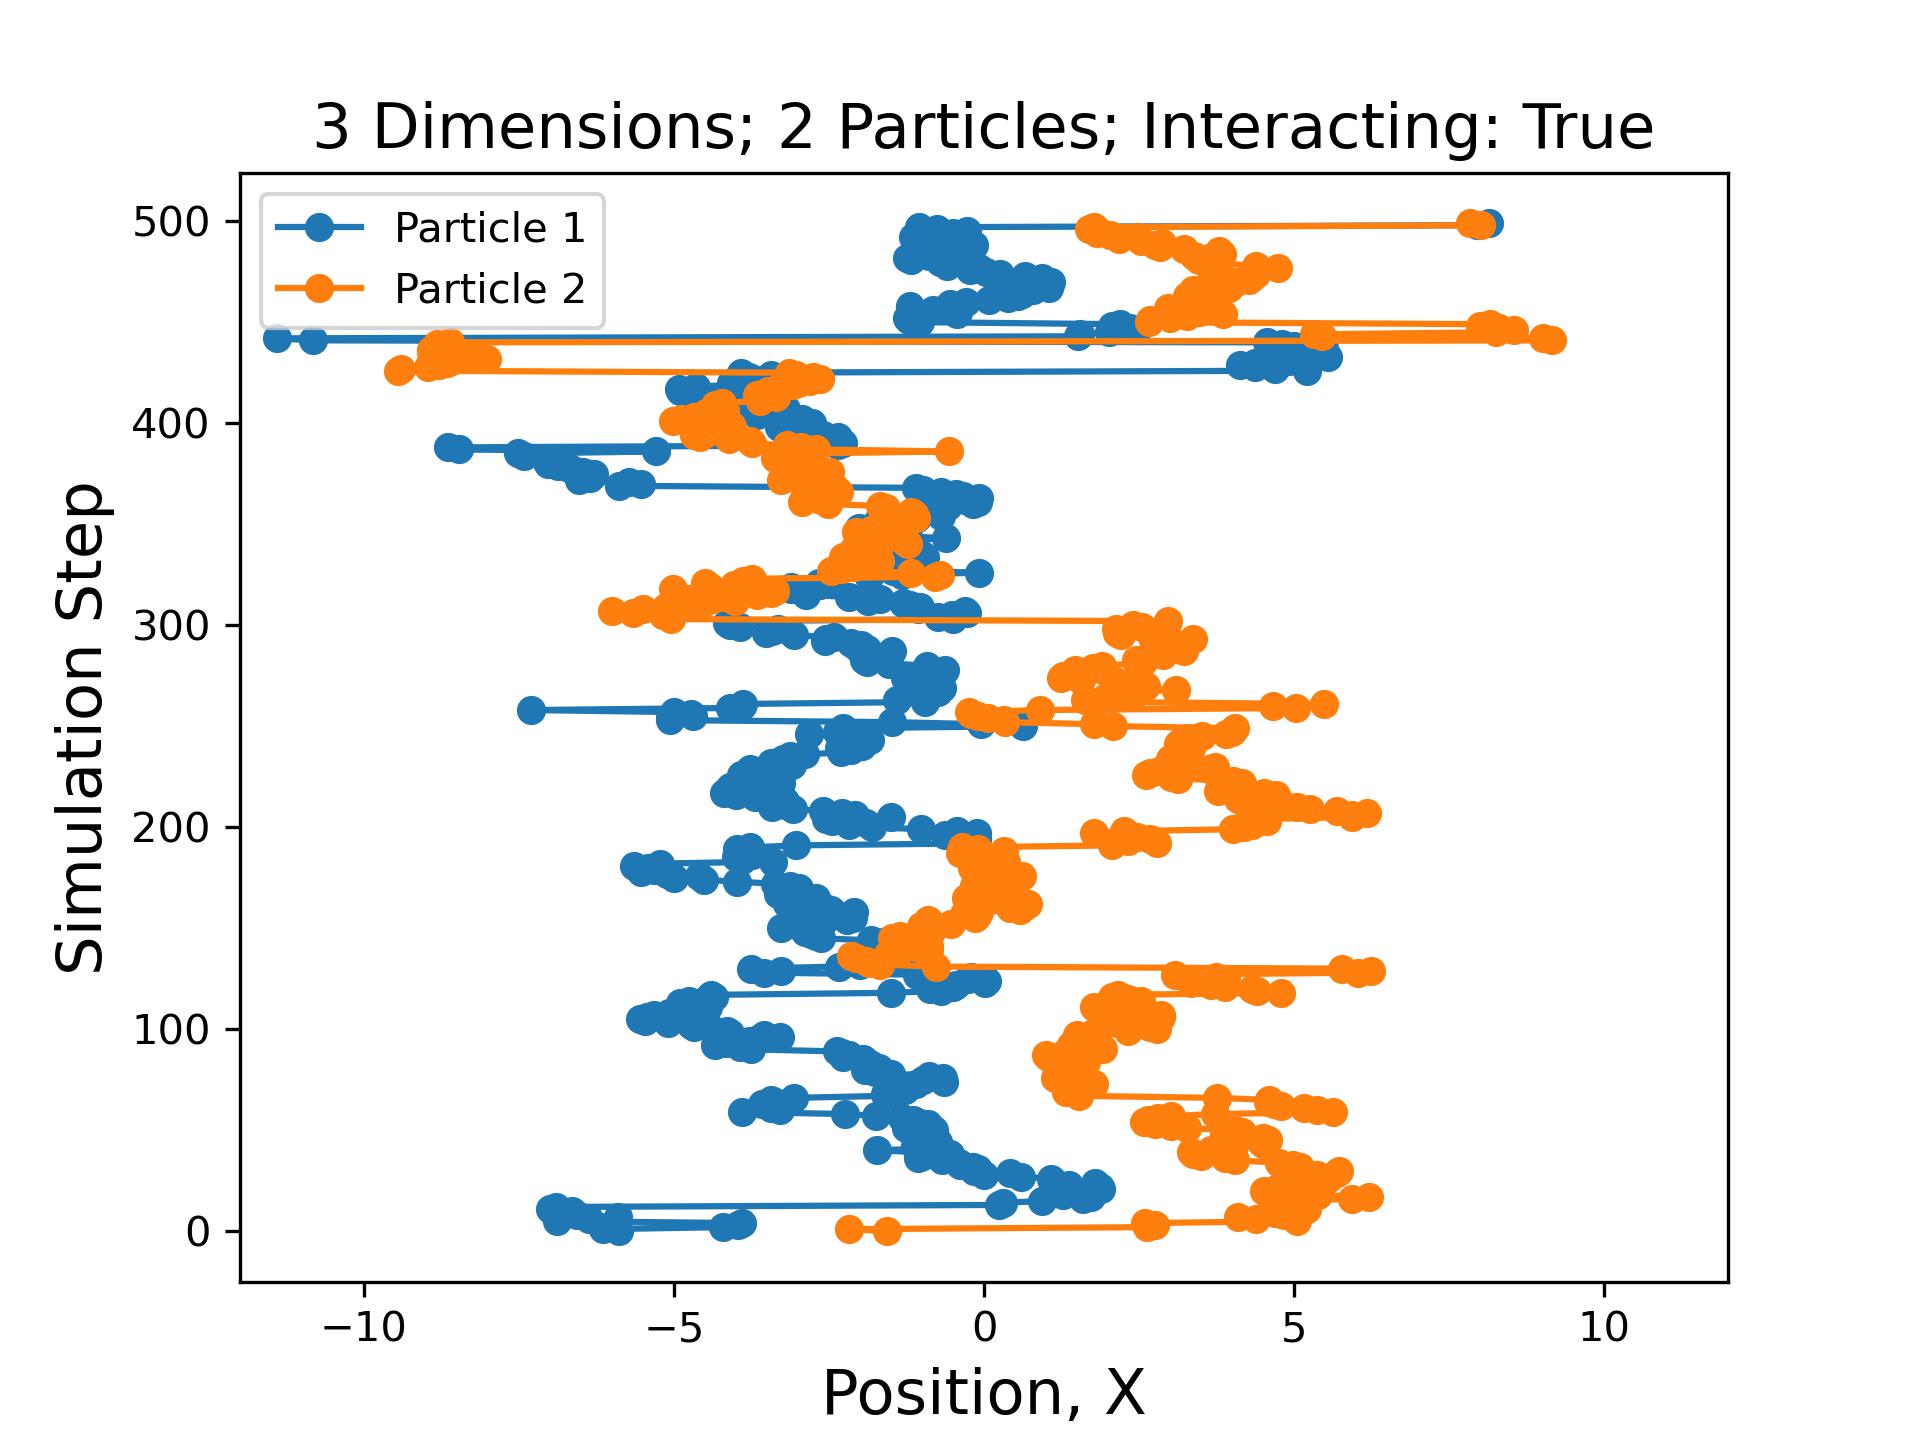 3 Dimensions; 2 Particles; Interacting: True
Particle 1
Particle 2
Simulation Step
500
400
300
200
100
0
−10
−5
0
5
10
Position, X